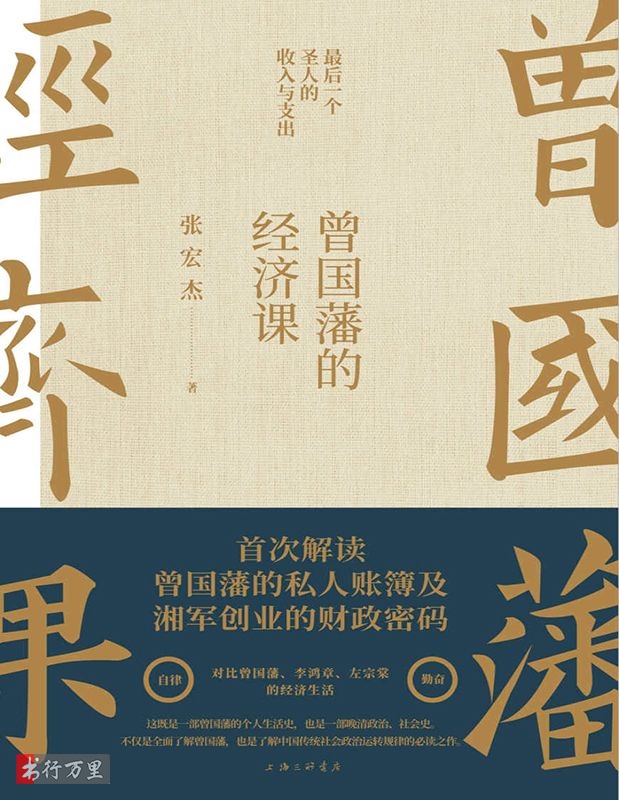 曾國藩
經濟課
最后一个
圣人的
收入与支出
曾国藩的
经济课
张宏杰
著
首次解读
曾国藩的私人账簿及
湘军创业的财政密码
自律
对比曾国藩、李鸿章、左宗棠
的经济生活
勤奋
这既是一部曾国藩的个人生活史，也是一部晚清政治、社会史。
不仅是全面了解曾国藩，也是了解中国传统社会政治运转规律的必读之作。
上海三联书店
书行万里